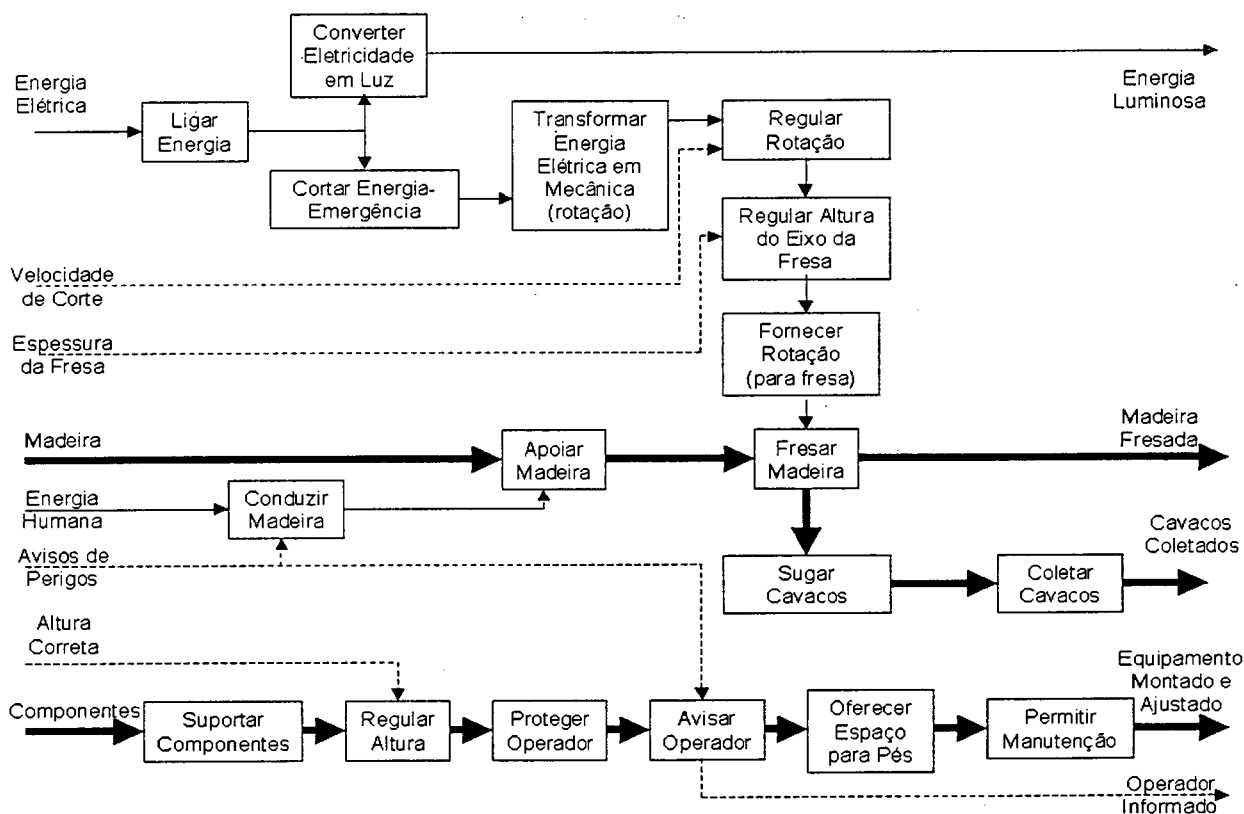 Converter
Eletricidade
em Luz
Energia
Elétrica
Energia
Luminosa
Ligar
Energia
Transformar
Energia
Elétrica em
Mecânica
(rotação)
Regular
Rotação
Cortar Energia-
Emergência
Regular Altura
do Eixo da
Fresa
Velocidade
de Corte
Espessura
da Fresa
Fornecer
Rotação
(para fresa)
Madeira
Apoiar
Madeira
Fresar
Madeira
Madeira
Fresada
Energia
Humana
Conduzir
Madeira
Avisos de
Perigos
Cavacos
Coletados
Sugar
Cavacos
Coletar
Cavacos
Altura
Correta
Equipamento
Montado e
Ajustado
Componentes
Suportar
Componentes
Regular
Altura
Proteger
Operador
Avisar
Operador
Oferecer
Espaço
para Pés
Permitir
Manutenção
Operador
Informado